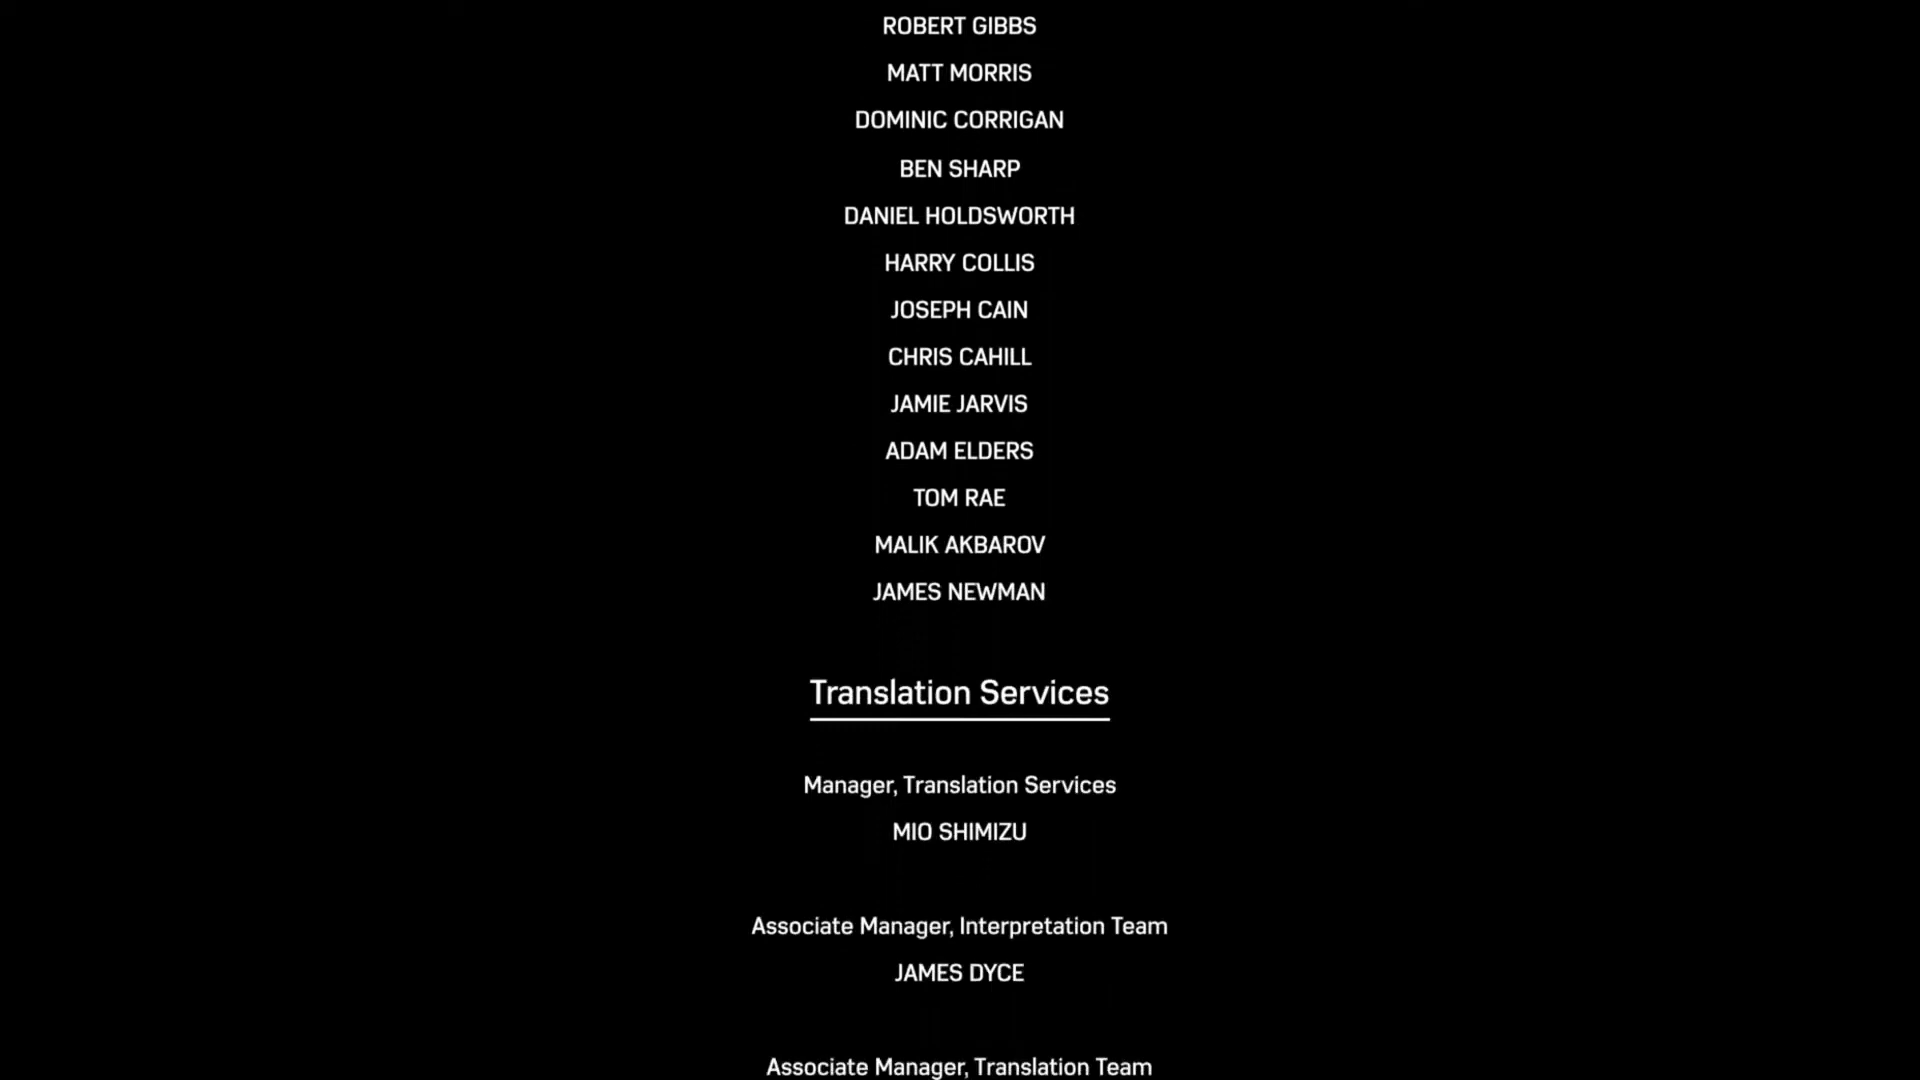 ROBERT GIBBS
MATT MORRIS
DOMINIC CORRIGAN
BEN SHARP
DANIEL HOLDSWORTH
HARRY COLLIS
JOSEPH CAIN
CHRIS CAHILL
JAMIE JARVIS
ADAM ELDERS
TOM RAE
MALIK AKBAROV
JAMES NEWMAN
Translation Services
Manager, Translation Services
MIO SHIMIZU
Associate Manager, Interpretation Team
JAMES DYCE
Associate Manager, Translation Team